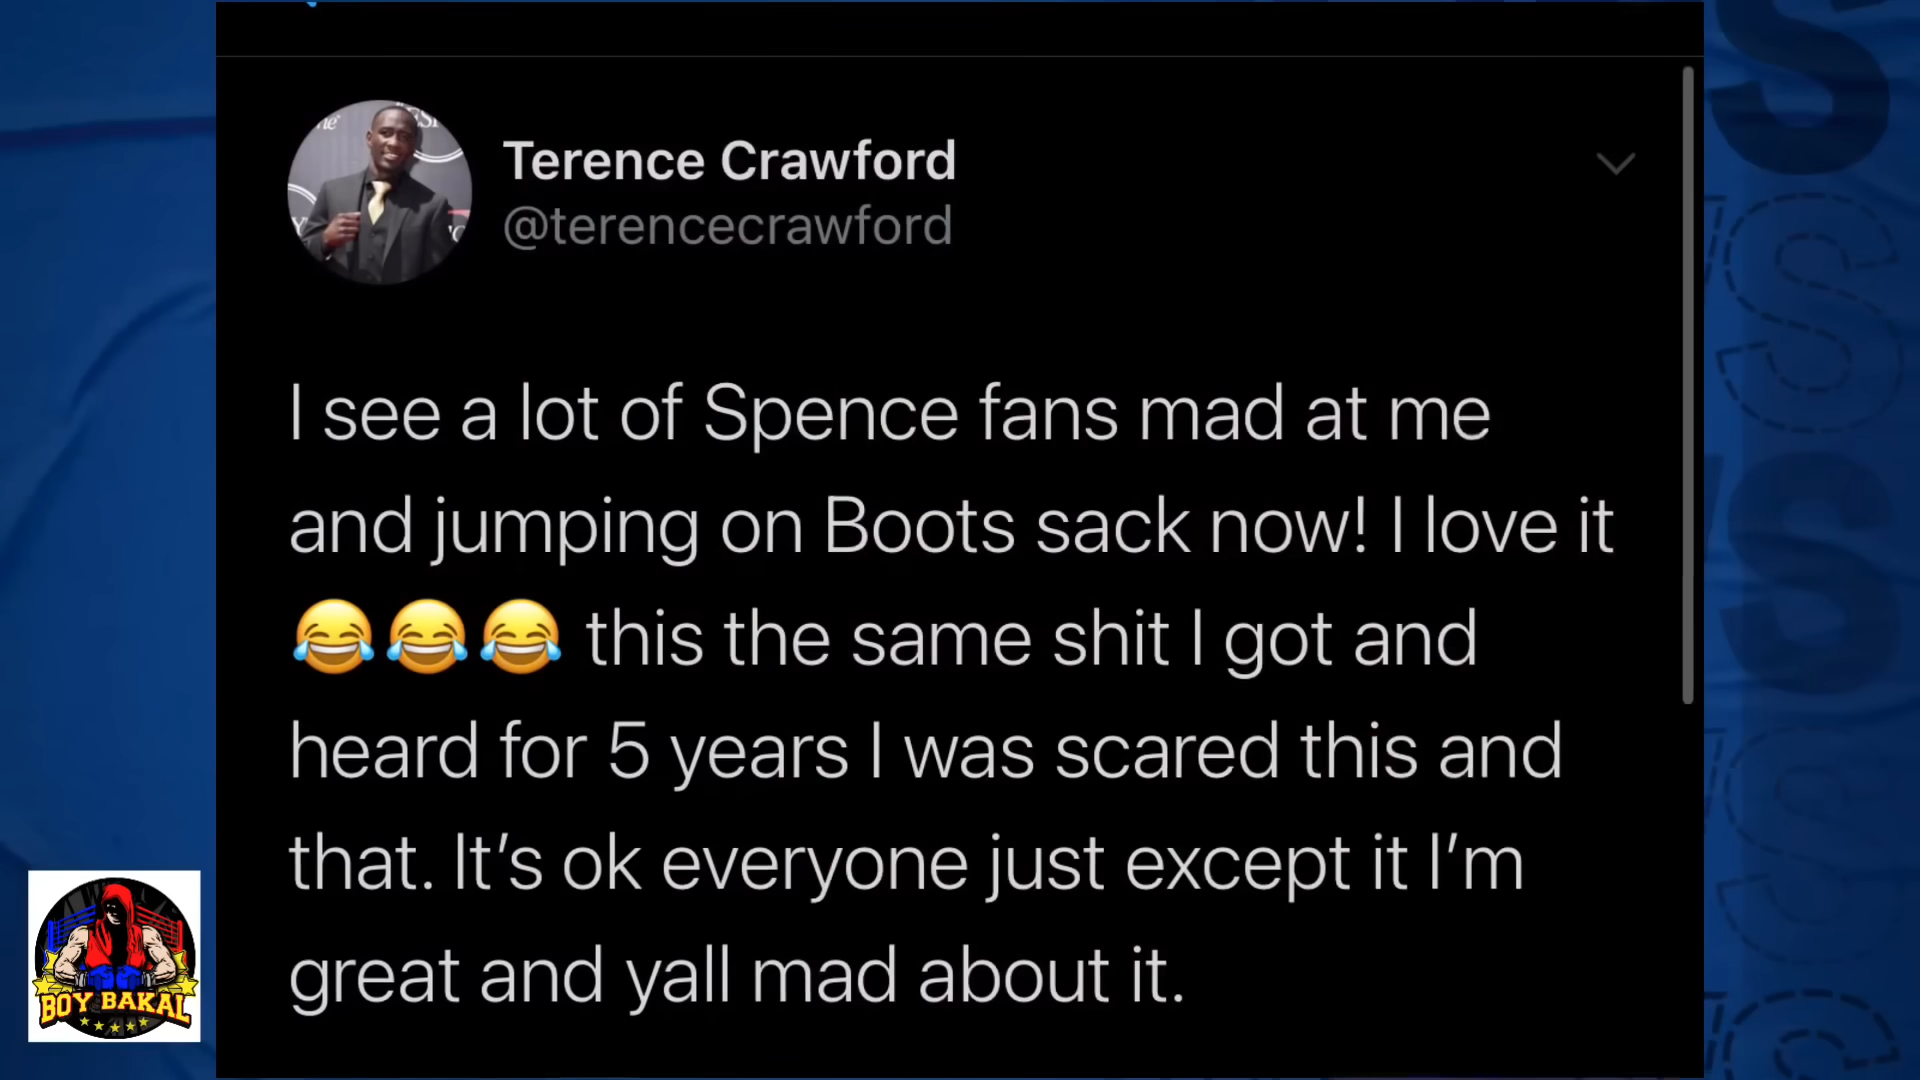 Terence Crawford
@terencecrawford
I see a lot of Spence fans mad at me
and jumping on Boots sack now! I love it
😂😂😂 this the same shit I got and
heard for 5 years I was scared this and
that. It’s ok everyone just except it I’m
great and yall mad about it.
BOY BAKAL